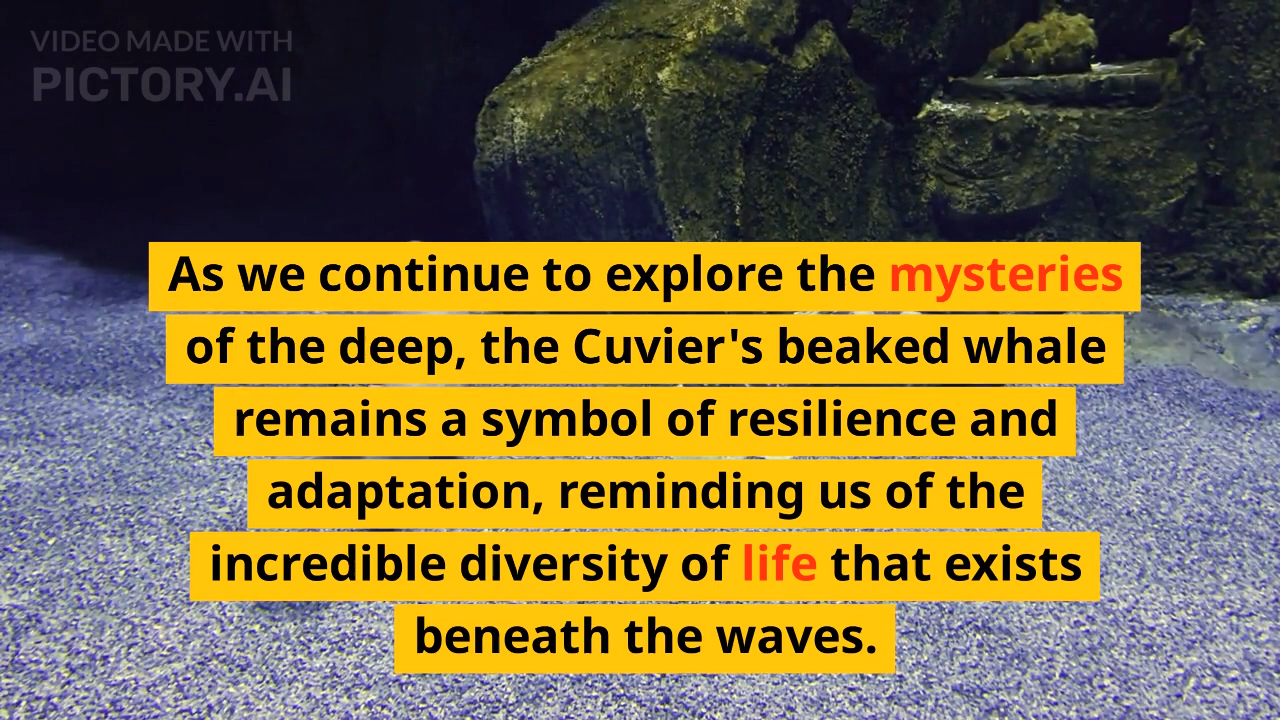 VIDEO MADE WITH
PICTORY.AI
As we continue to explore the mysteries
of the deep, the Cuvier's beaked whale
remains a symbol of resilience and
adaptation, reminding us of the
incredible diversity of life that exists
beneath the waves.